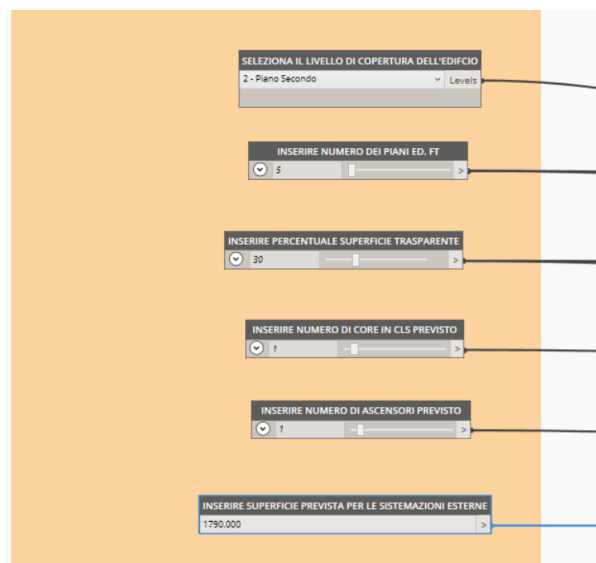 SELEZIONA IL LIVELLO DI COPERTURA DELL'EDIFCIO
2 - Piano Secondo Levels
INSERIRE NUMERO DEI PIANI ED. FT
5 >
INSERIRE PERCENTUALE SUPERFICIE TRASPARENTE
30 >
INSERIRE NUMERO DI CORE IN CLS PREVISTO
1 >
INSERIRE NUMERO DI ASCENSORI PREVISTO
1 >
INSERIRE SUPERFICIE PREVISTA PER LE SISTEMAZIONI ESTERNE
1790.000 >